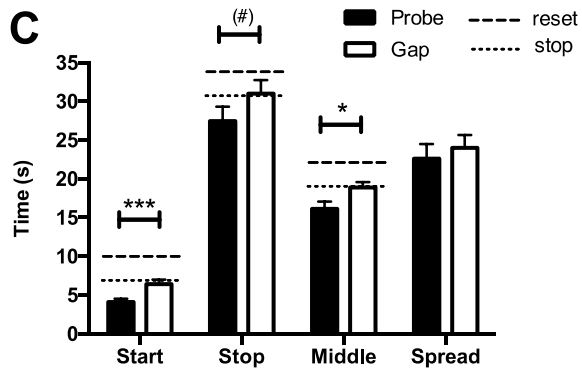 C
Probe
reset
Gap
stop
(#)
***
*
Time (s)
35
30
25
20
15
10
5
0
Start
Stop
Middle
Spread